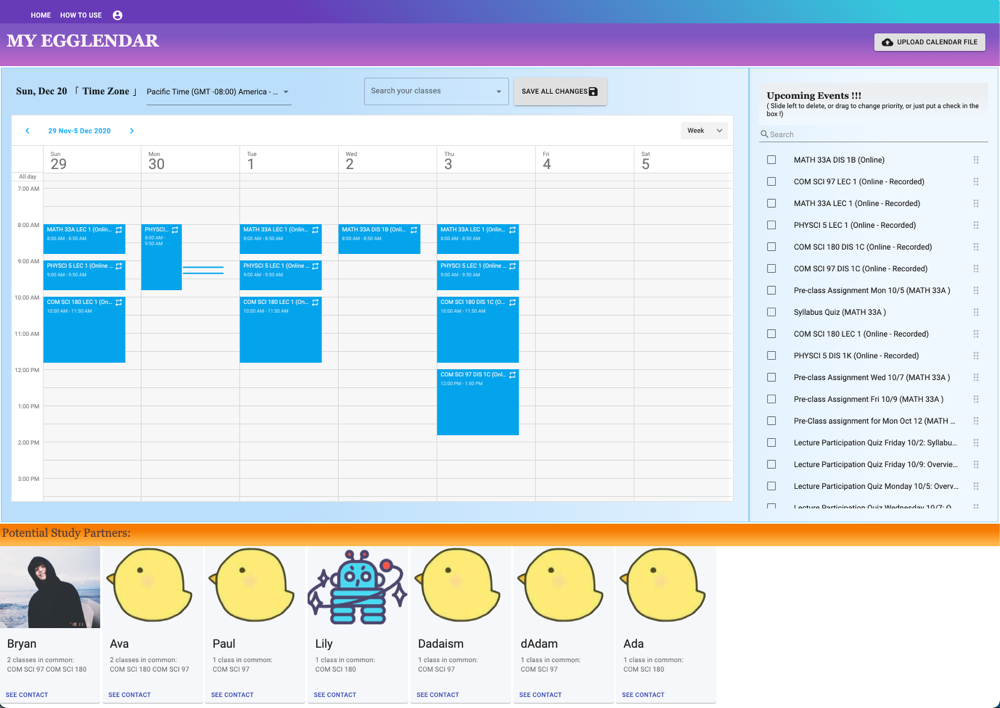 HOME HOW TO USE
MY EGGLENDAR
UPLOAD CALENDAR FILE
Sun, Dec 20 「 Time Zone 」 Pacific Time (GMT -08:00) America - ...
Search your classes
SAVE ALL CHANGES
29 Nov-5 Dec 2020
Week
Sun Mon Tue Wed Thu Fri Sat
29 30 1 2 3 4 5
All day
7:00 AM
8:00 AM
MATH 33A LEC 1 (Onlin...
8:00 AM - 8:50 AM
PHYSCI...
8:00 AM -
9:50 AM
MATH 33A LEC 1 (Onlin...
8:00 AM - 8:50 AM
MATH 33A DIS 1B (Onli...
8:00 AM - 8:50 AM
MATH 33A LEC 1 (Onlin...
8:00 AM - 8:50 AM
9:00 AM
PHYSCI 5 LEC 1 (Online ...
9:00 AM - 9:50 AM
PHYSCI 5 LEC 1 (Online ...
9:00 AM - 9:50 AM
PHYSCI 5 LEC 1 (Online ...
9:00 AM - 9:50 AM
10:00 AM
COM SCI 180 LEC 1 (On...
10:00 AM - 11:50 AM
COM SCI 180 LEC 1 (On...
10:00 AM - 11:50 AM
COM SCI 180 DIS 1C (O...
10:00 AM - 11:50 AM
11:00 AM
12:00 PM
COM SCI 97 DIS 1C (Onl...
12:00 PM - 1:50 PM
1:00 PM
2:00 PM
3:00 PM
Upcoming Events !!!
( Slide left to delete, or drag to change priority, or just put a check in the
box !)
Search
MATH 33A DIS 1B (Online)
COM SCI 97 LEC 1 (Online - Recorded)
MATH 33A LEC 1 (Online - Recorded)
PHYSCI 5 LEC 1 (Online - Recorded)
COM SCI 180 DIS 1C (Online - Recorded)
COM SCI 97 DIS 1C (Online - Recorded)
Pre-class Assignment Mon 10/5 (MATH 33A )
Syllabus Quiz (MATH 33A )
COM SCI 180 LEC 1 (Online - Recorded)
PHYSCI 5 DIS 1K (Online - Recorded)
Pre-class Assignment Wed 10/7 (MATH 33A )
Pre-class Assignment Fri 10/9 (MATH 33A )
Pre-Class assignment for Mon Oct 12 (MATH ...
Lecture Participation Quiz Friday 10/2: Syllabu...
Lecture Participation Quiz Friday 10/9: Overvie...
Lecture Participation Quiz Monday 10/5: Overv...
Lecture Participation Quiz Wednesday 10/7: O...
Potential Study Partners:
Bryan
2 classes in common:
COM SCI 97 COM SCI 180
SEE CONTACT
Ava
2 classes in common:
COM SCI 180 COM SCI 97
SEE CONTACT
Paul
1 class in common:
COM SCI 97
SEE CONTACT
Lily
1 class in common:
COM SCI 180
SEE CONTACT
Dadaism
1 class in common:
COM SCI 97
SEE CONTACT
dAdam
1 class in common:
COM SCI 97
SEE CONTACT
Ada
1 class in common:
COM SCI 180
SEE CONTACT